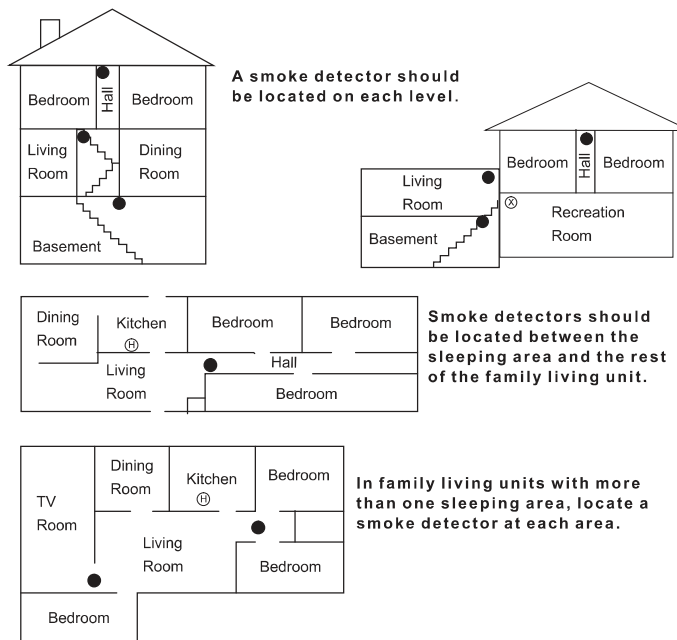 A smoke detector should
be located on each level.
Bedroom
Hall
Bedroom
Living
Room
Dining
Room
Basement
Bedroom
Hall
Bedroom
Living
Room
X
Recreation
Room
Basement
Dining
Room
Kitchen
H
Bedroom
Bedroom
Living
Room
Hall
Bedroom
Smoke detectors should
be located between the
sleeping area and the rest
of the family living unit.
TV
Room
Dining
Room
Kitchen
H
Bedroom
Living
Room
Bedroom
Bedroom
In family living units with more
than one sleeping area, locate a
smoke detector at each area.